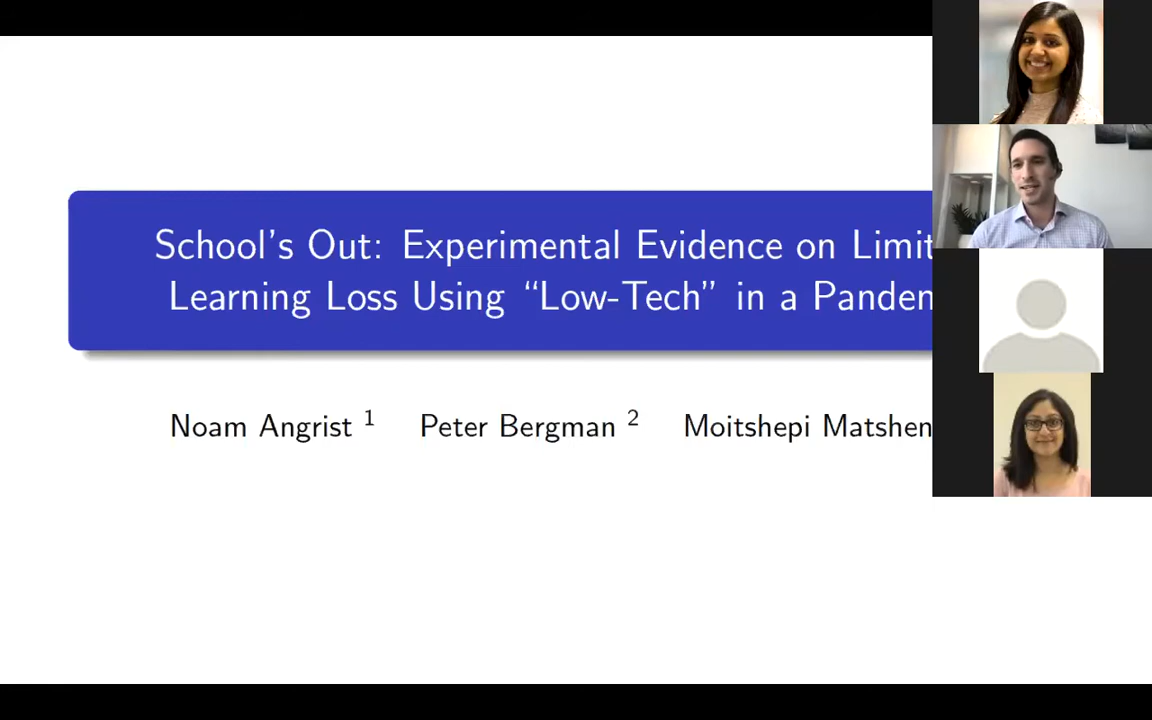 School's Out: Experimental Evidence on Limit
Learning Loss Using “Low-Tech” in a Pandem
Noam Angrist 1 Peter Bergman 2 Moitshepi Matshen